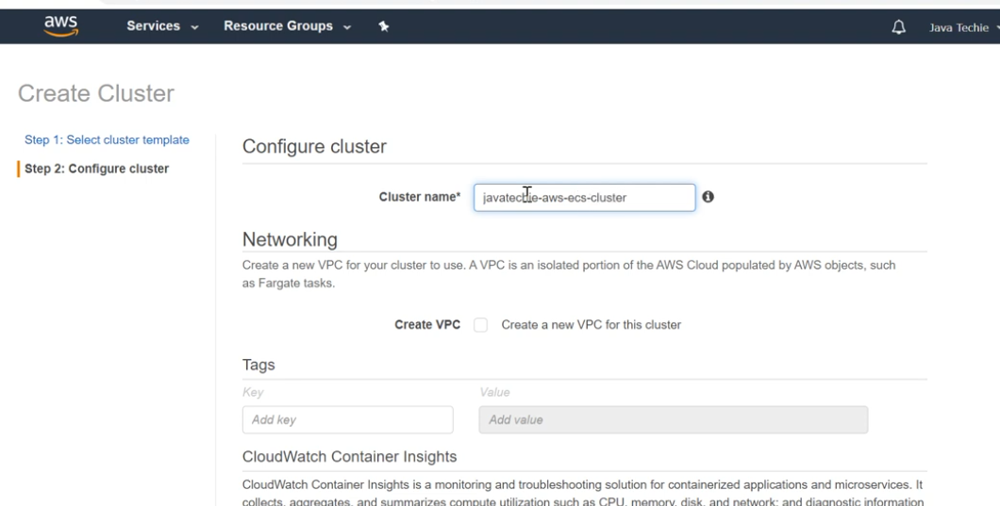 aws Services Resource Groups Java Techie
Create Cluster
Step 1: Select cluster template
Step 2: Configure cluster
Configure cluster
Cluster name* javatechie-aws-ecs-cluster
Networking
Create a new VPC for your cluster to use. A VPC is an isolated portion of the AWS Cloud populated by AWS objects, such
as Fargate tasks.
Create VPC Create a new VPC for this cluster
Tags
Key Value
Add key Add value
CloudWatch Container Insights
CloudWatch Container Insights is a monitoring and troubleshooting solution for containerized applications and microservices. It
collects, aggregates, and summarizes compute utilization such as CPU, memory, disk, and network; and diagnostic information